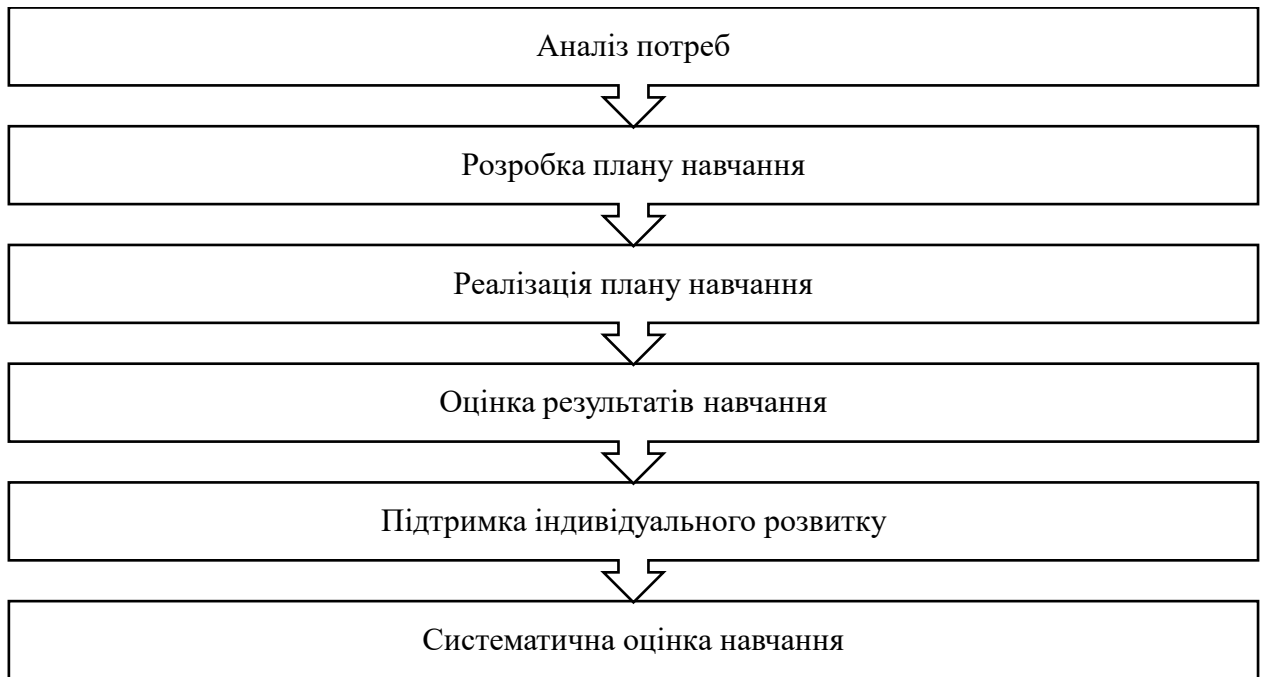 Аналіз потреб
Розробка плану навчання
Реалізація плану навчання
Оцінка результатів навчання
Підтримка індивідуального розвитку
Систематична оцінка навчання